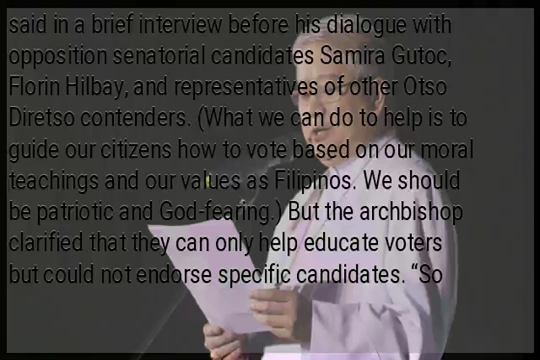 said in a brief interview before his dialogue with
opposition senatorial candidates Samira Gutoc,
Florin Hilbay, and representatives of other Otso
Diretso contenders. (What we can do to help is to
guide our citizens how to vote based on our moral
teachings and our values as Filipinos. We should
be patriotic and God-fearing.) But the archbishop
clarified that they can only help educate voters
but could not endorse specific candidates. “So